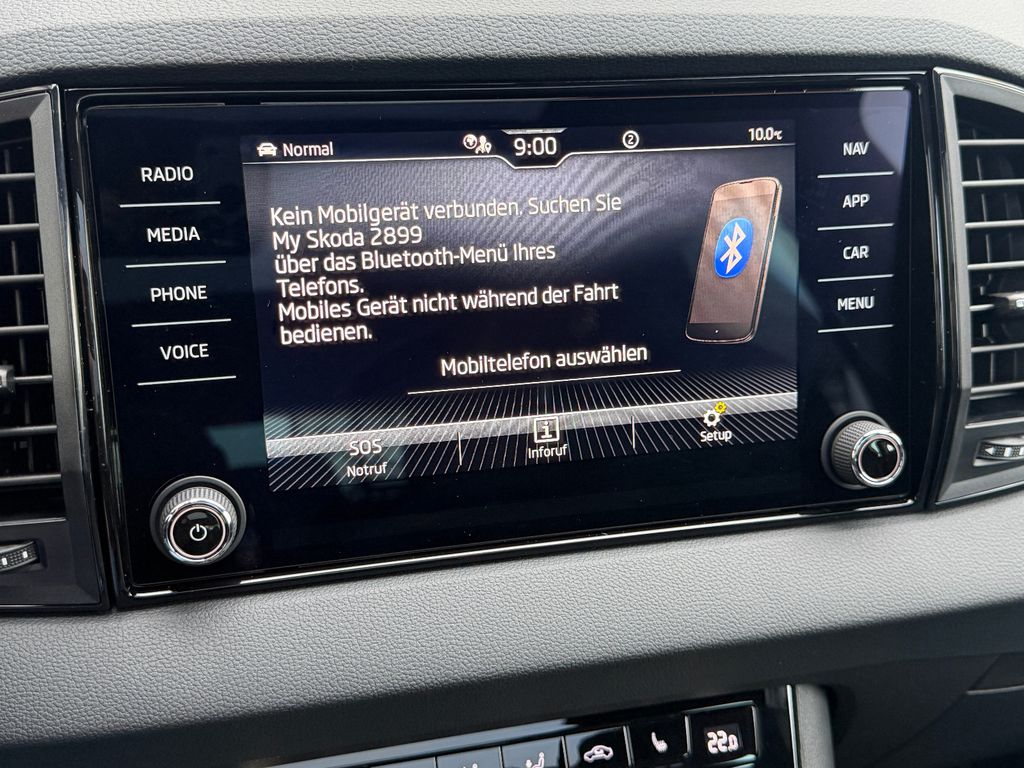 Normal
9:00
2
10.0°C
RADIO
MEDIA
PHONE
VOICE
Kein Mobilgerät verbunden. Suchen Sie
My Skoda 2899
über das Bluetooth-Menü Ihres
Telefons.
Mobiles Gerät nicht während der Fahrt
bedienen.
Mobiltelefon auswählen
SOS
Notruf
i
Inforuf
Setup
NAV
APP
CAR
MENU
22.0